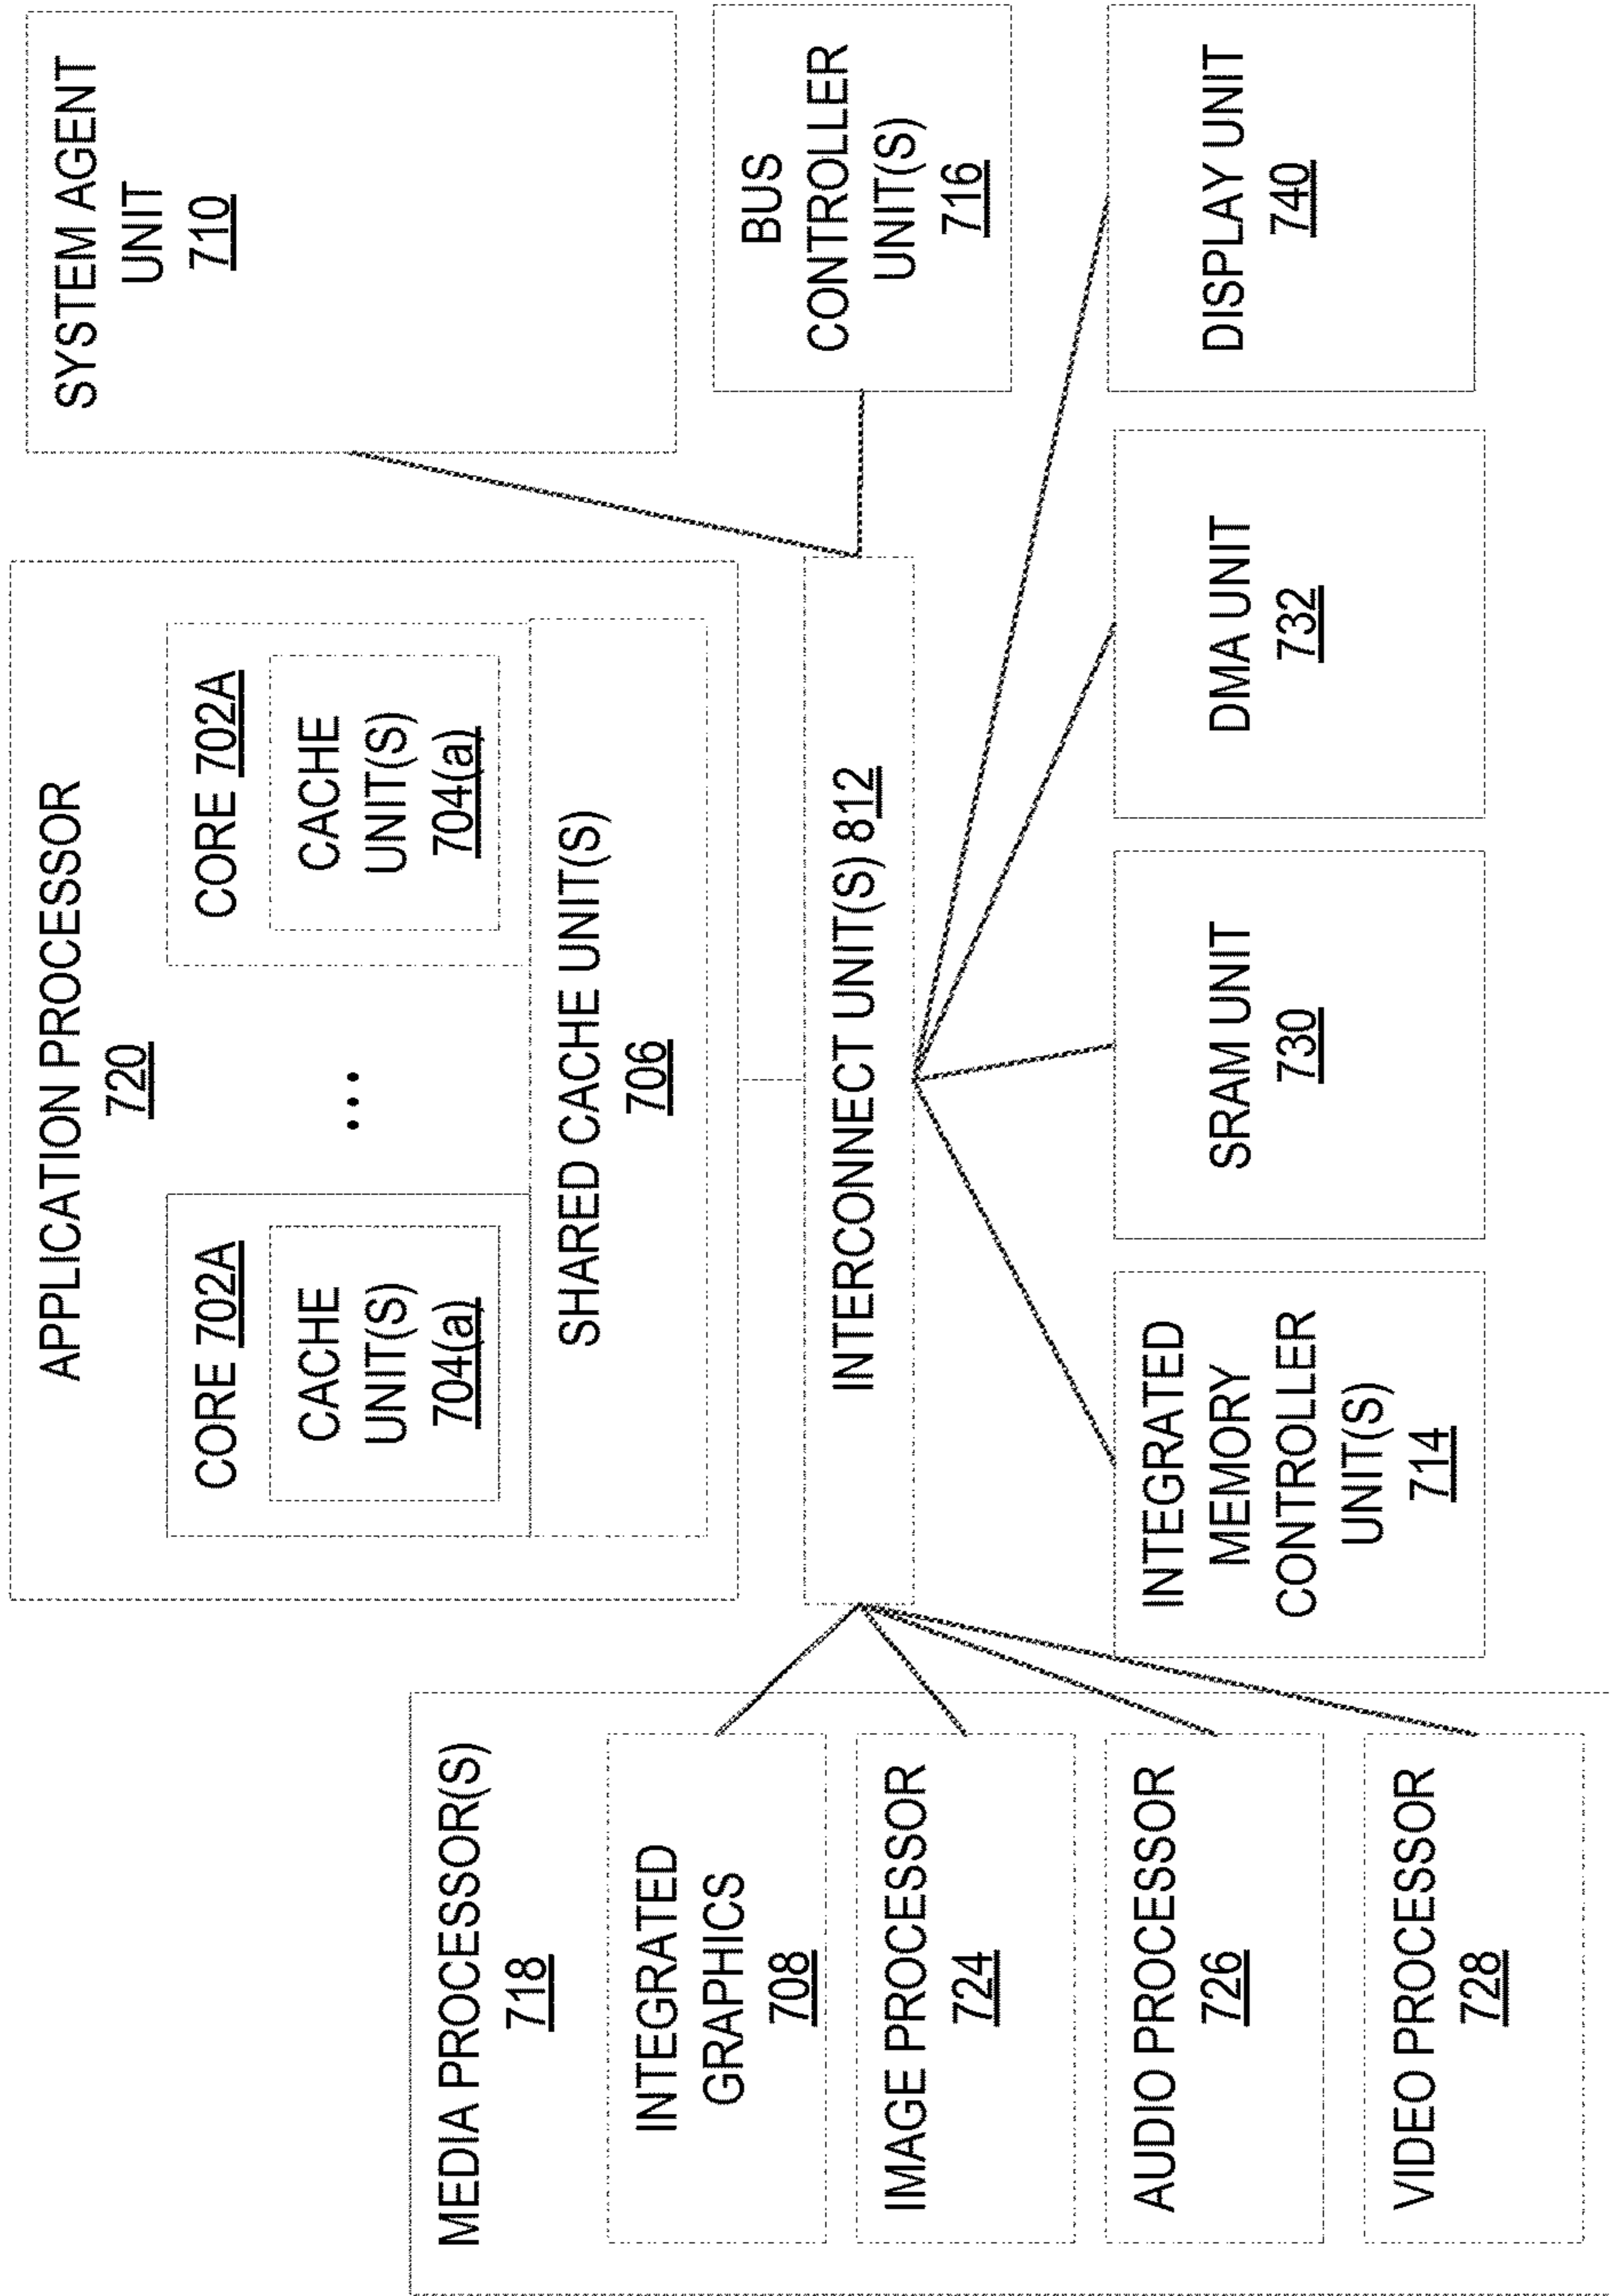 APPLICATION PROCESSOR
720
CORE 702A
CACHE
UNIT(S)
704(a)
...
CORE 702A
CACHE
UNIT(S)
704(a)
SHARED CACHE UNIT(S)
706
SYSTEM AGENT
UNIT
710
MEDIA PROCESSOR(S)
718
INTEGRATED
GRAPHICS
708
IMAGE PROCESSOR
724
AUDIO PROCESSOR
726
VIDEO PROCESSOR
728
INTERCONNECT UNIT(S) 812
BUS
CONTROLLER
UNIT(S)
716
INTEGRATED
MEMORY
CONTROLLER
UNIT(S)
714
SRAM UNIT
730
DMA UNIT
732
DISPLAY UNIT
740